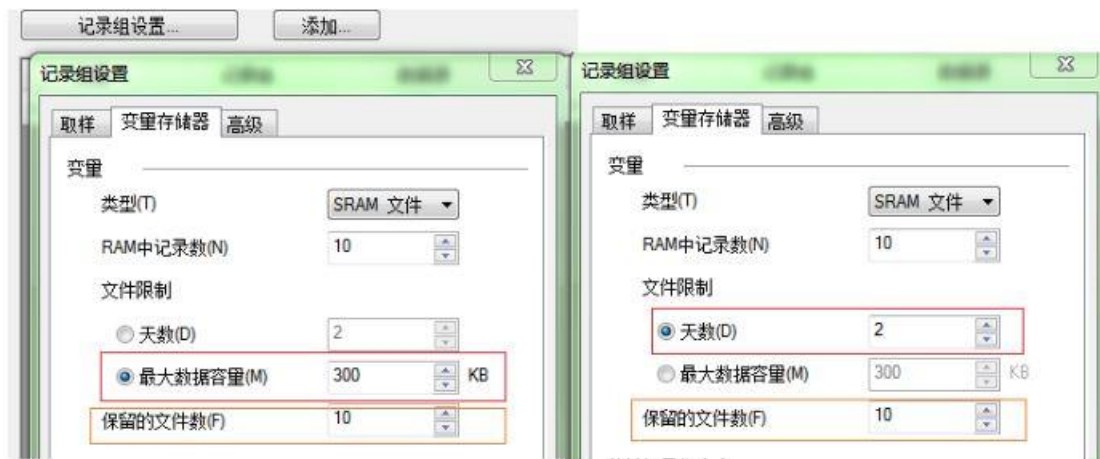 记录组设置... 添加...
记录组设置
取样 变量存储器 高级
变量
类型(T) SRAM 文件
RAM中记录数(N) 10
文件限制
天数(D) 2
最大数据容量(M) 300 KB
保留的文件数(F) 10
记录组设置
取样 变量存储器 高级
变量
类型(T) SRAM 文件
RAM中记录数(N) 10
文件限制
天数(D) 2
最大数据容量(M) 300 KB
保留的文件数(F) 10